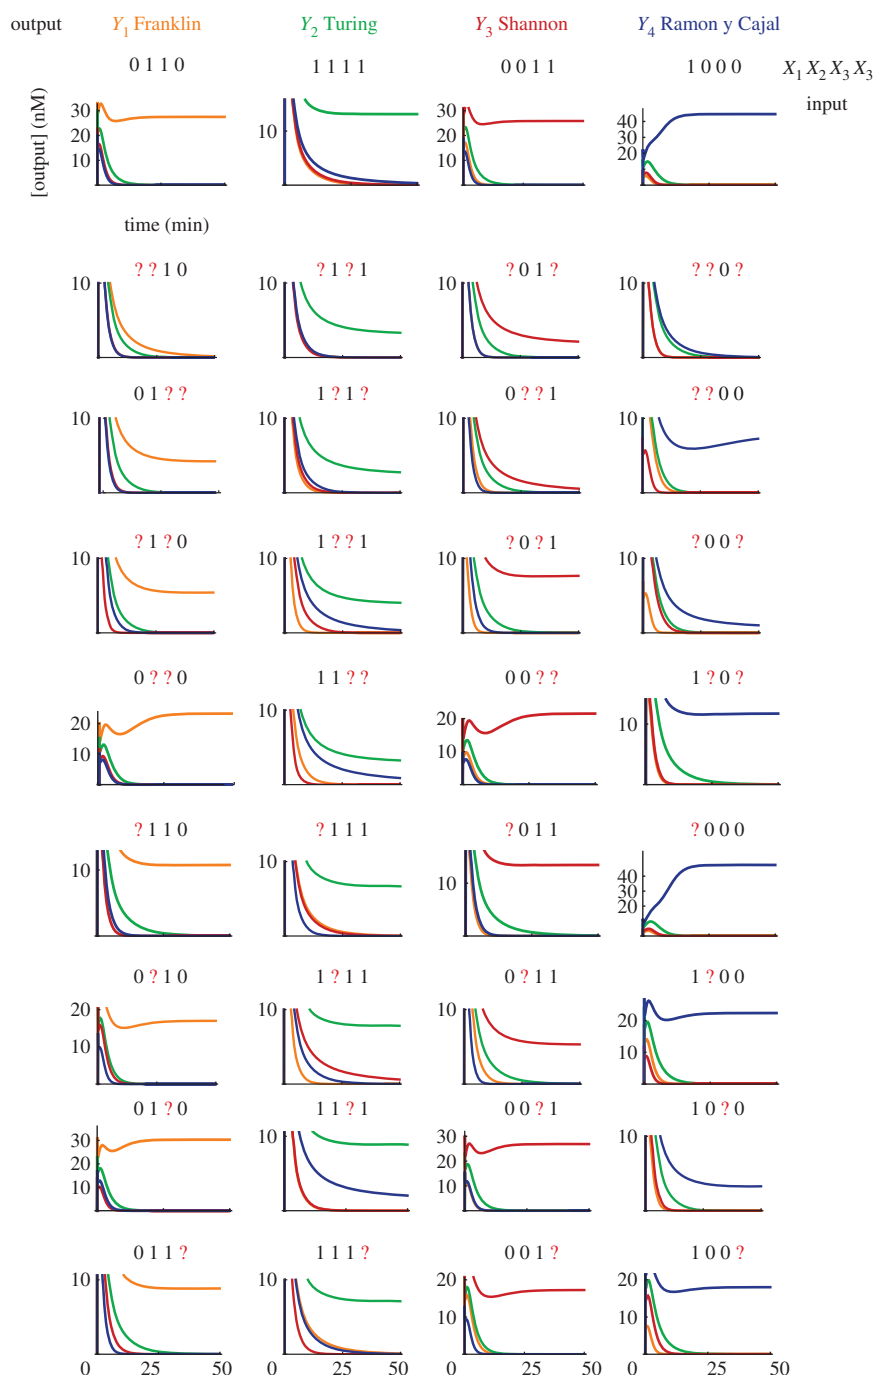 output Y1 Franklin Y2 Turing Y3 Shannon Y4 Ramon y Cajal
0 1 1 0 1 1 1 1 0 0 1 1 1 0 0 0 X1 X2 X3 X3
input
[output] (nM)
30 20 10 10 30 20 10 40 30 20
time (min)
? ? 1 0 ? 1 ? 1 ? 0 1 ? ? ? 0 ?
10 10 10 10
0 1 ? ? 1 ? 1 ? 0 ? ? 1 ? ? 0 0
10 10 10 10
? 1 ? 0 1 ? ? 1 ? 0 ? 1 ? 0 0 ?
10 10 10 10
0 ? ? 0 1 1 ? ? 0 0 ? ? 1 ? 0 ?
20 10 10 20 10 10
? 1 1 0 ? 1 1 1 ? 0 1 1 ? 0 0 0
10 10 10 40 30 20
0 ? 1 0 1 ? 1 1 0 ? 1 1 1 ? 0 0
20 10 10 10 20 10
0 1 ? 0 1 1 ? 1 0 0 ? 1 1 0 ? 0
30 20 10 10 30 20 10 10
0 1 1 ? 1 1 1 ? 0 0 1 ? 1 0 0 ?
10 10 20 10 20 10
0 25 50 0 25 50 0 25 50 0 25 50